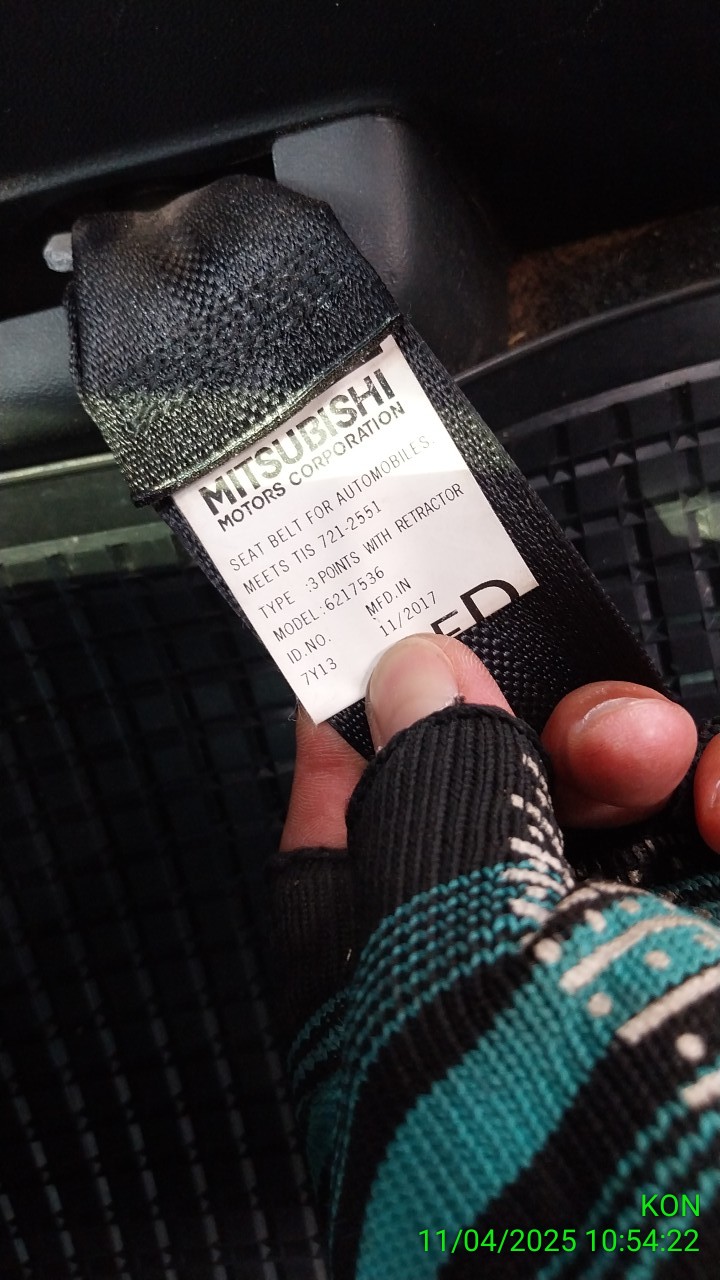 MITSUBISHI
MOTORS CORPORATION
SEAT BELT FOR AUTOMOBILES.
MEETS TIS 721-2551
TYPE :3 POINTS WITH RETRACTOR
MODEL:6217536
ID.NO. MFD.IN
7Y13 11/2017
KON
11/04/2025 10:54:22